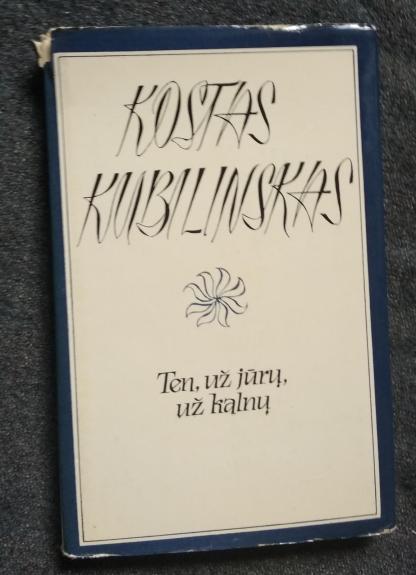 KOSTAS
KUBILINSKAS
Ten, už jūrų,
už kalnų